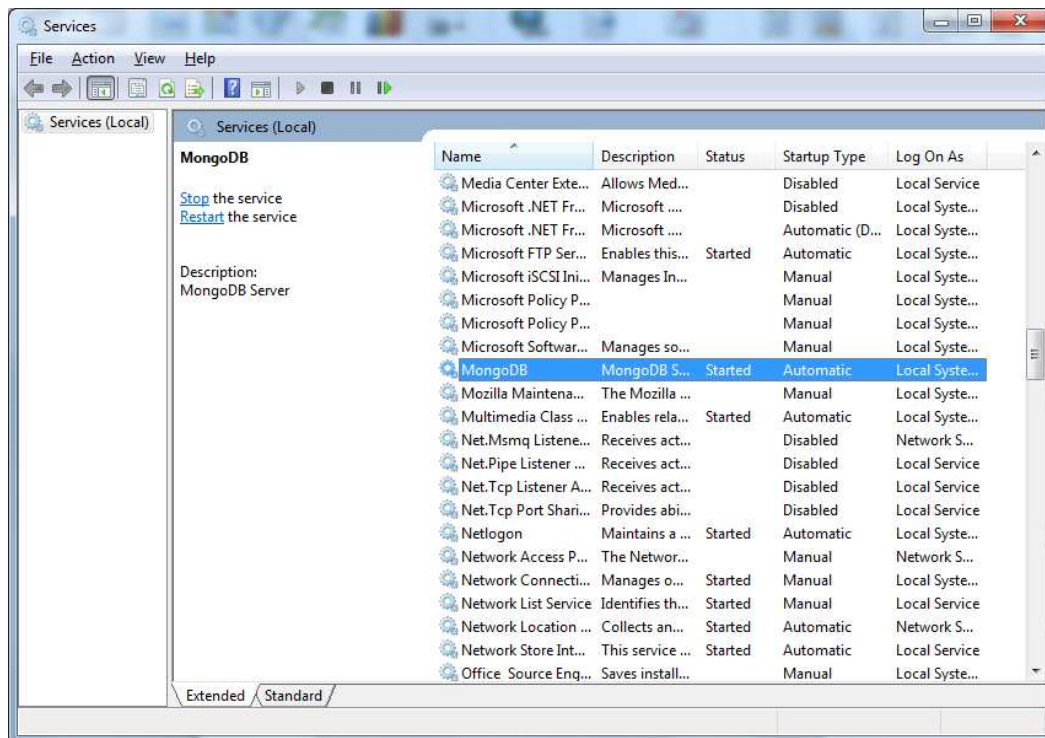 Services
File Action View Help
Services (Local)
Services (Local)
MongoDB
Stop the service
Restart the service
Description:
MongoDB Server
Name Description Status Startup Type Log On As
Media Center Exte... Allows Med... Disabled Local Service
Microsoft .NET Fr... Microsoft .... Disabled Local Syste...
Microsoft .NET Fr... Microsoft .... Automatic (D... Local Syste...
Microsoft FTP Ser... Enables this... Started Automatic Local Syste...
Microsoft iSCSI Ini... Manages In... Manual Local Syste...
Microsoft Policy P... Manual Local Syste...
Microsoft Policy P... Manual Local Syste...
Microsoft Softwar... Manages so... Manual Local Syste...
MongoDB MongoDB S... Started Automatic Local Syste...
Mozilla Maintena... The Mozilla ... Manual Local Syste...
Multimedia Class ... Enables rela... Started Automatic Local Syste...
Net.Msmq Listene... Receives act... Disabled Network S...
Net.Pipe Listener ... Receives act... Disabled Local Service
Net.Tcp Listener A... Receives act... Disabled Local Service
Net.Tcp Port Shari... Provides abi... Disabled Local Service
Netlogon Maintains a ... Started Automatic Local Syste...
Network Access P... The Networ... Manual Network S...
Network Connecti... Manages o... Started Manual Local Syste...
Network List Service Identifies th... Started Manual Local Service
Network Location ... Collects an... Started Automatic Network S...
Network Store Int... This service ... Started Automatic Local Service
Office Source Eng... Saves install... Manual Local Syste...
Extended Standard